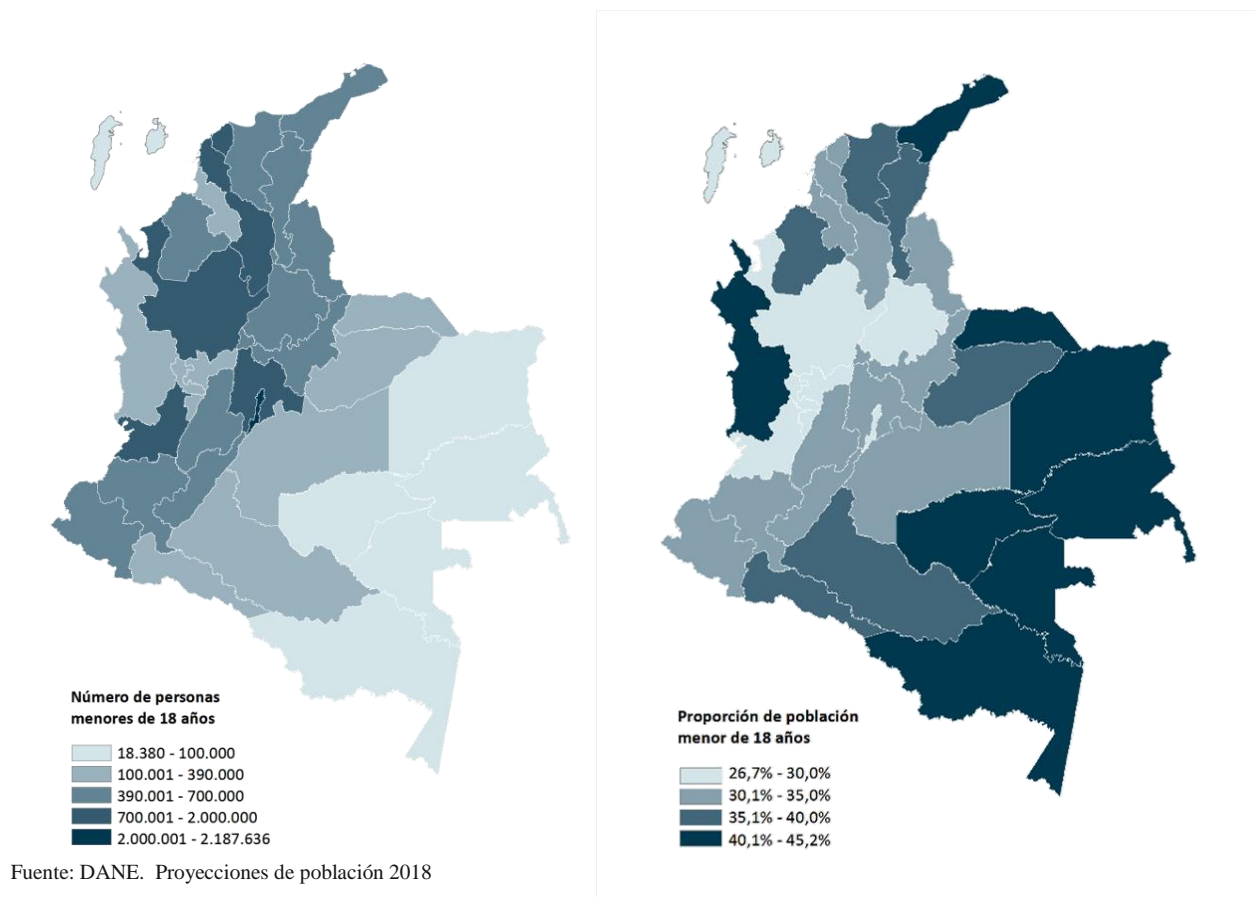 Número de personas
menores de 18 años
18.380 - 100.000
100.001 - 390.000
390.001 - 700.000
700.001 - 2.000.000
2.000.001 - 2.187.636
Fuente: DANE. Proyecciones de población 2018
Proporción de población
menor de 18 años
26,7% - 30,0%
30,1% - 35,0%
35,1% - 40,0%
40,1% - 45,2%